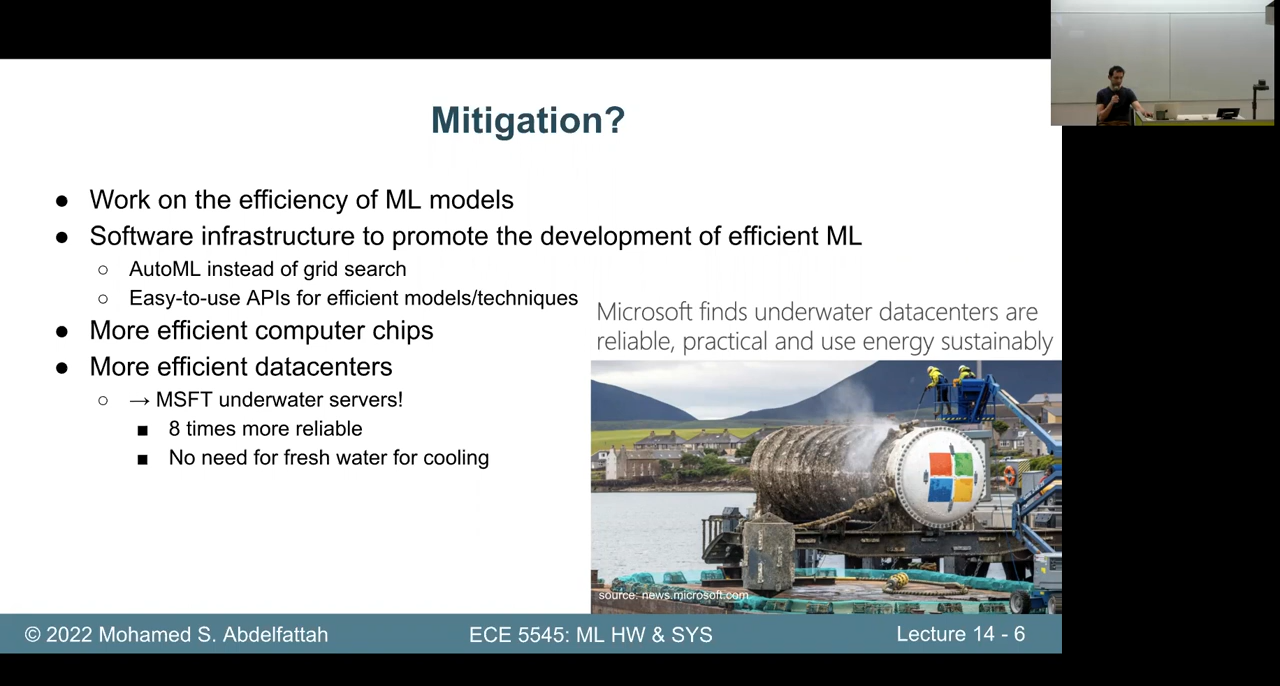 Mitigation?
● Work on the efficiency of ML models
● Software infrastructure to promote the development of efficient ML
○ AutoML instead of grid search
○ Easy-to-use APIs for efficient models/techniques
● More efficient computer chips
● More efficient datacenters
○ → MSFT underwater servers!
■ 8 times more reliable
■ No need for fresh water for cooling
Microsoft finds underwater datacenters are
reliable, practical and use energy sustainably
source: news.microsoft.com
© 2022 Mohamed S. Abdelfattah
ECE 5545: ML HW & SYS
Lecture 14 - 6